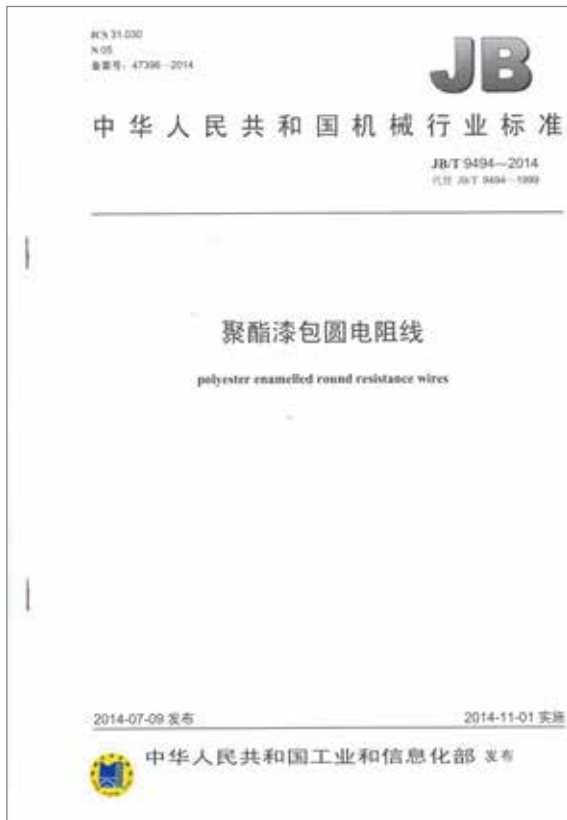 ICS 31.030
N 05
备案号：47396—2014
JB
中华人民共和国机械行业标准
JB/T 9494—2014
代替 JB/T 9494—1999
聚酯漆包圆电阻线
polyester enamelled round resistance wires
2014-07-09 发布
2014-11-01 实施
中华人民共和国工业和信息化部 发布